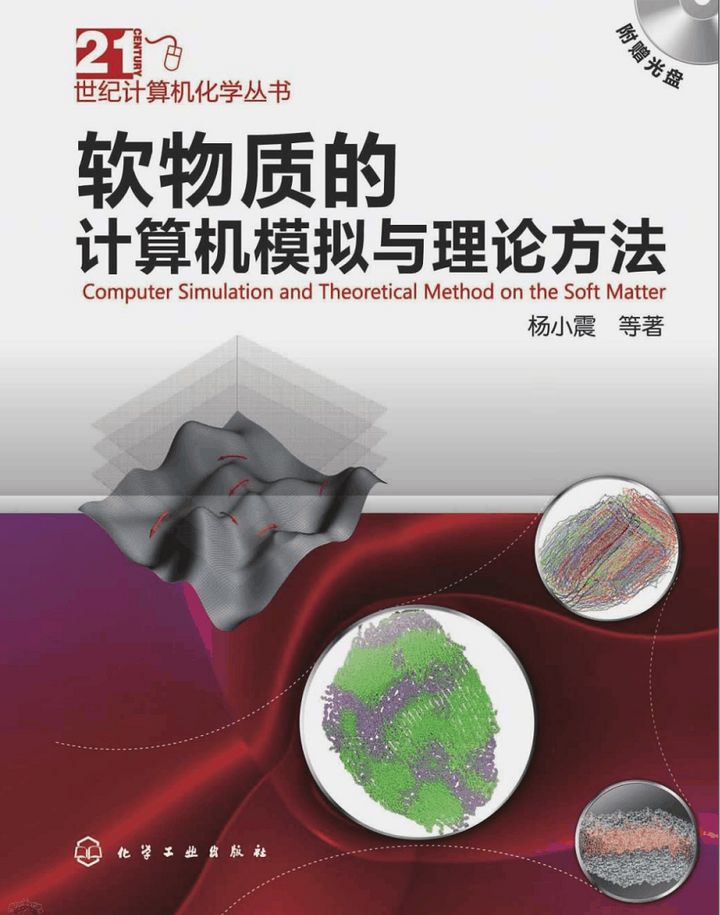 附赠光盘
21 CENTURY
世纪计算机化学丛书
软物质的
计算机模拟与理论方法
Computer Simulation and Theoretical Method on the Soft Matter
杨小震 等著
化学工业出版社